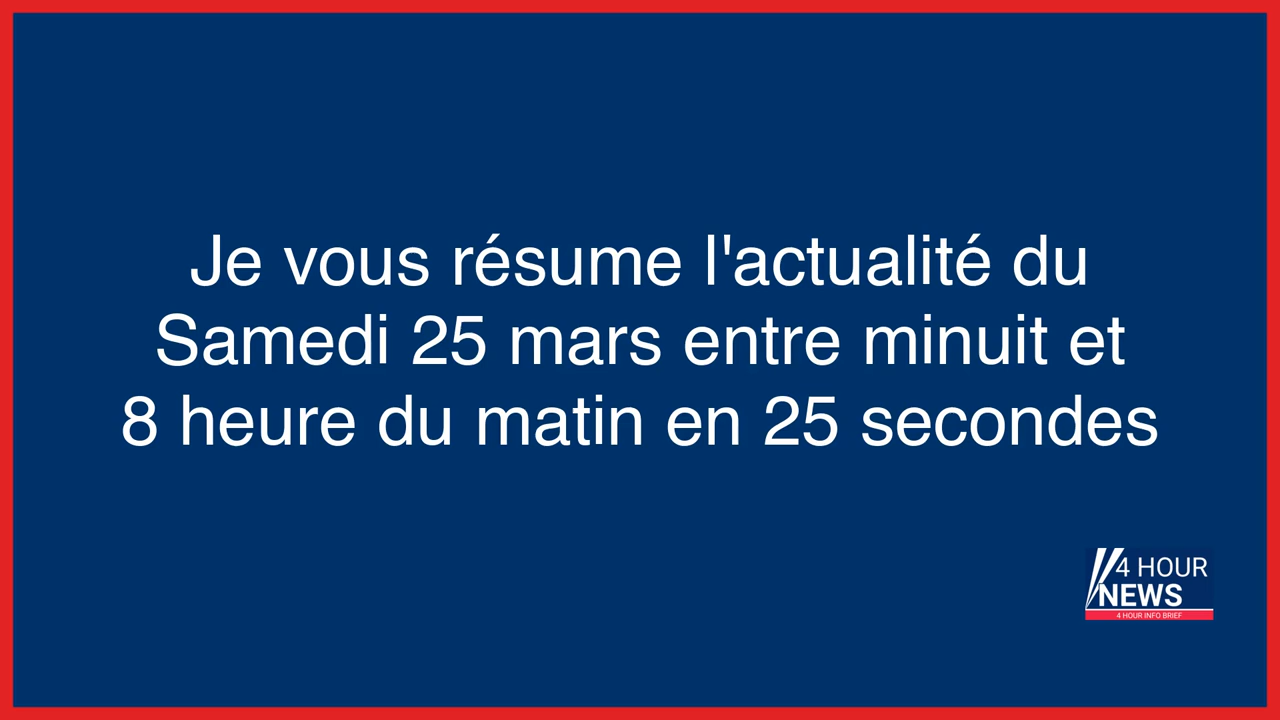 Je vous résume l'actualité du
Samedi 25 mars entre minuit et
8 heure du matin en 25 secondes
4 HOUR
NEWS
4 HOUR INFO BRIEF